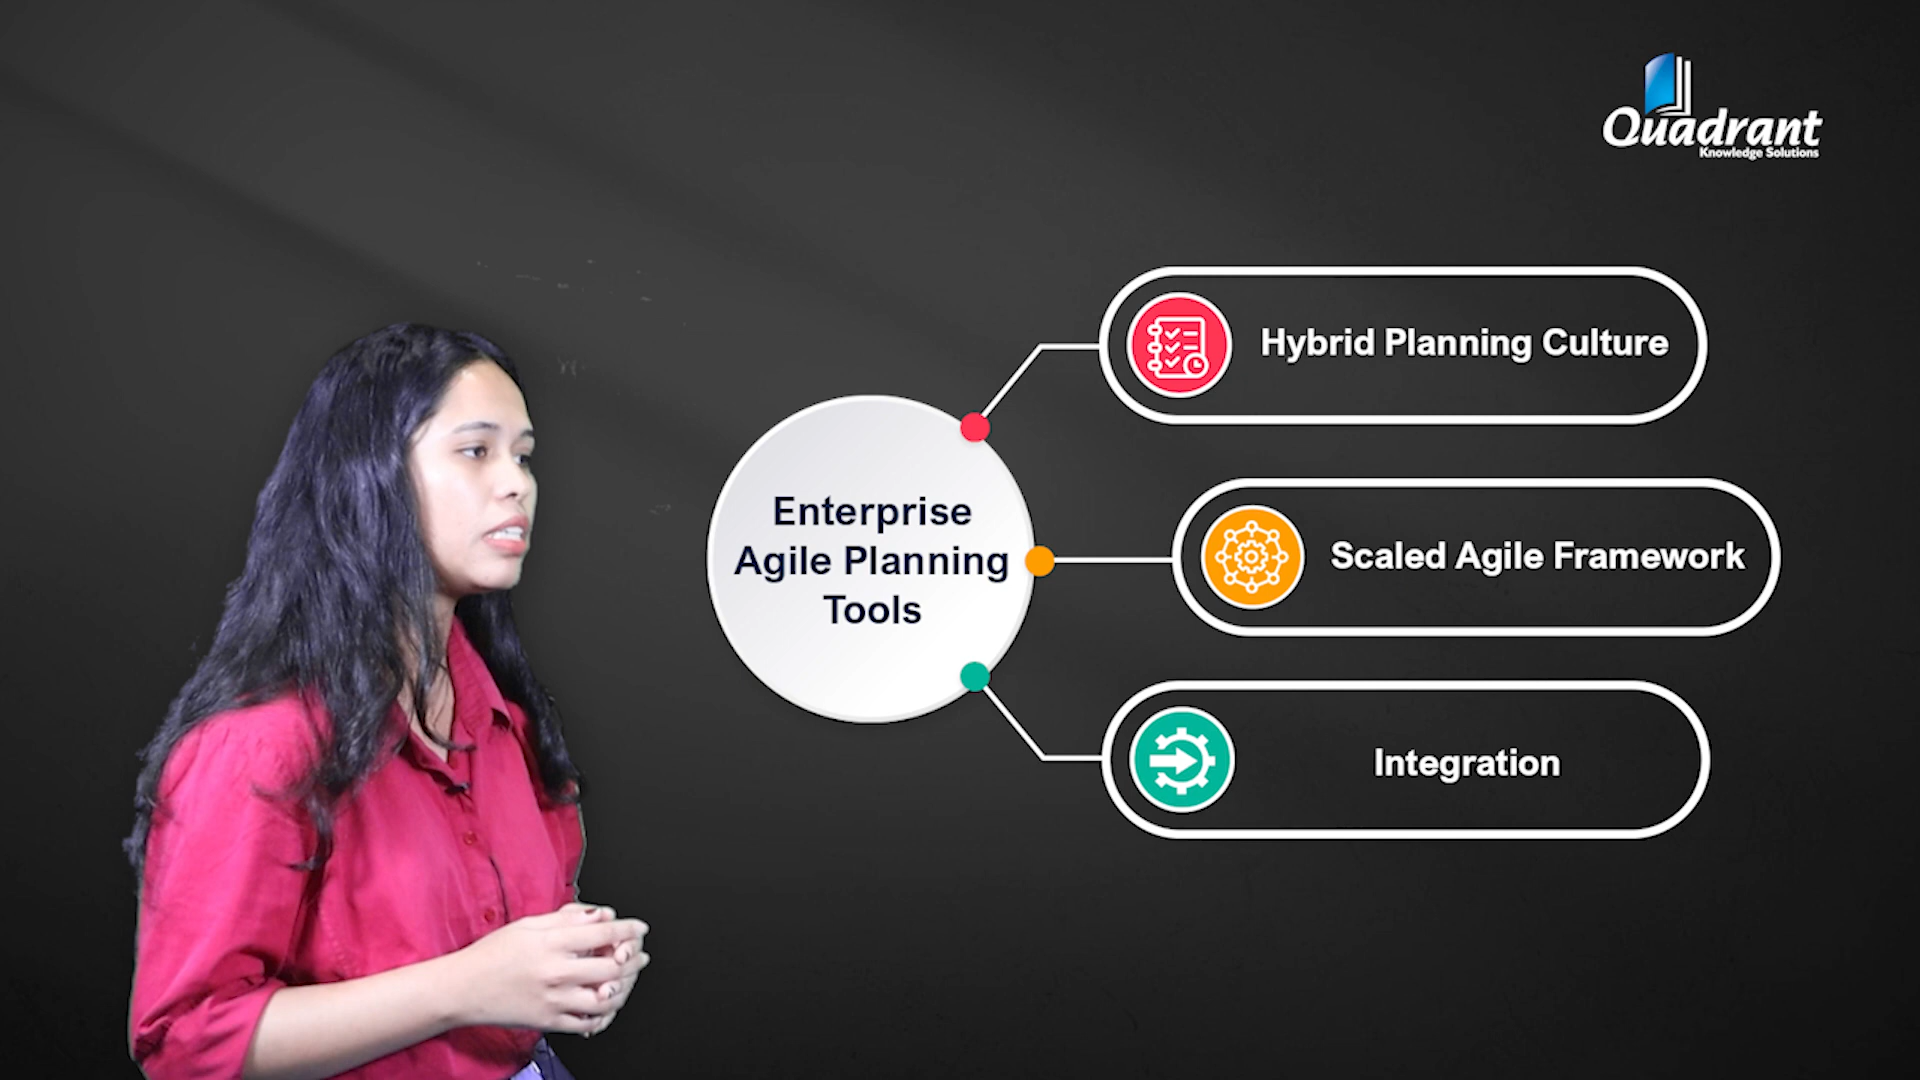 Quadrant
Knowledge Solutions
Hybrid Planning Culture
Enterprise
Agile Planning
Tools
Scaled Agile Framework
Integration